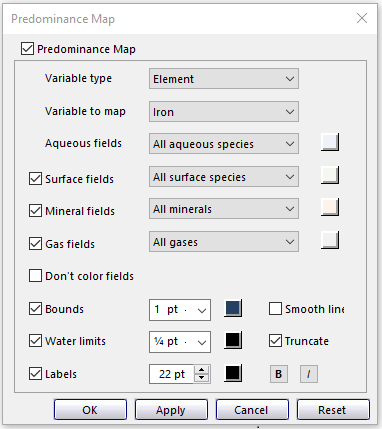 Predominance Map
Predominance Map
Variable type Element
Variable to map Iron
Aqueous fields All aqueous species
Surface fields All surface species
Mineral fields All minerals
Gas fields All gases
Don't color fields
Bounds 1 pt Smooth line
Water limits ¼ pt Truncate
Labels 22 pt B I
OK Apply Cancel Reset